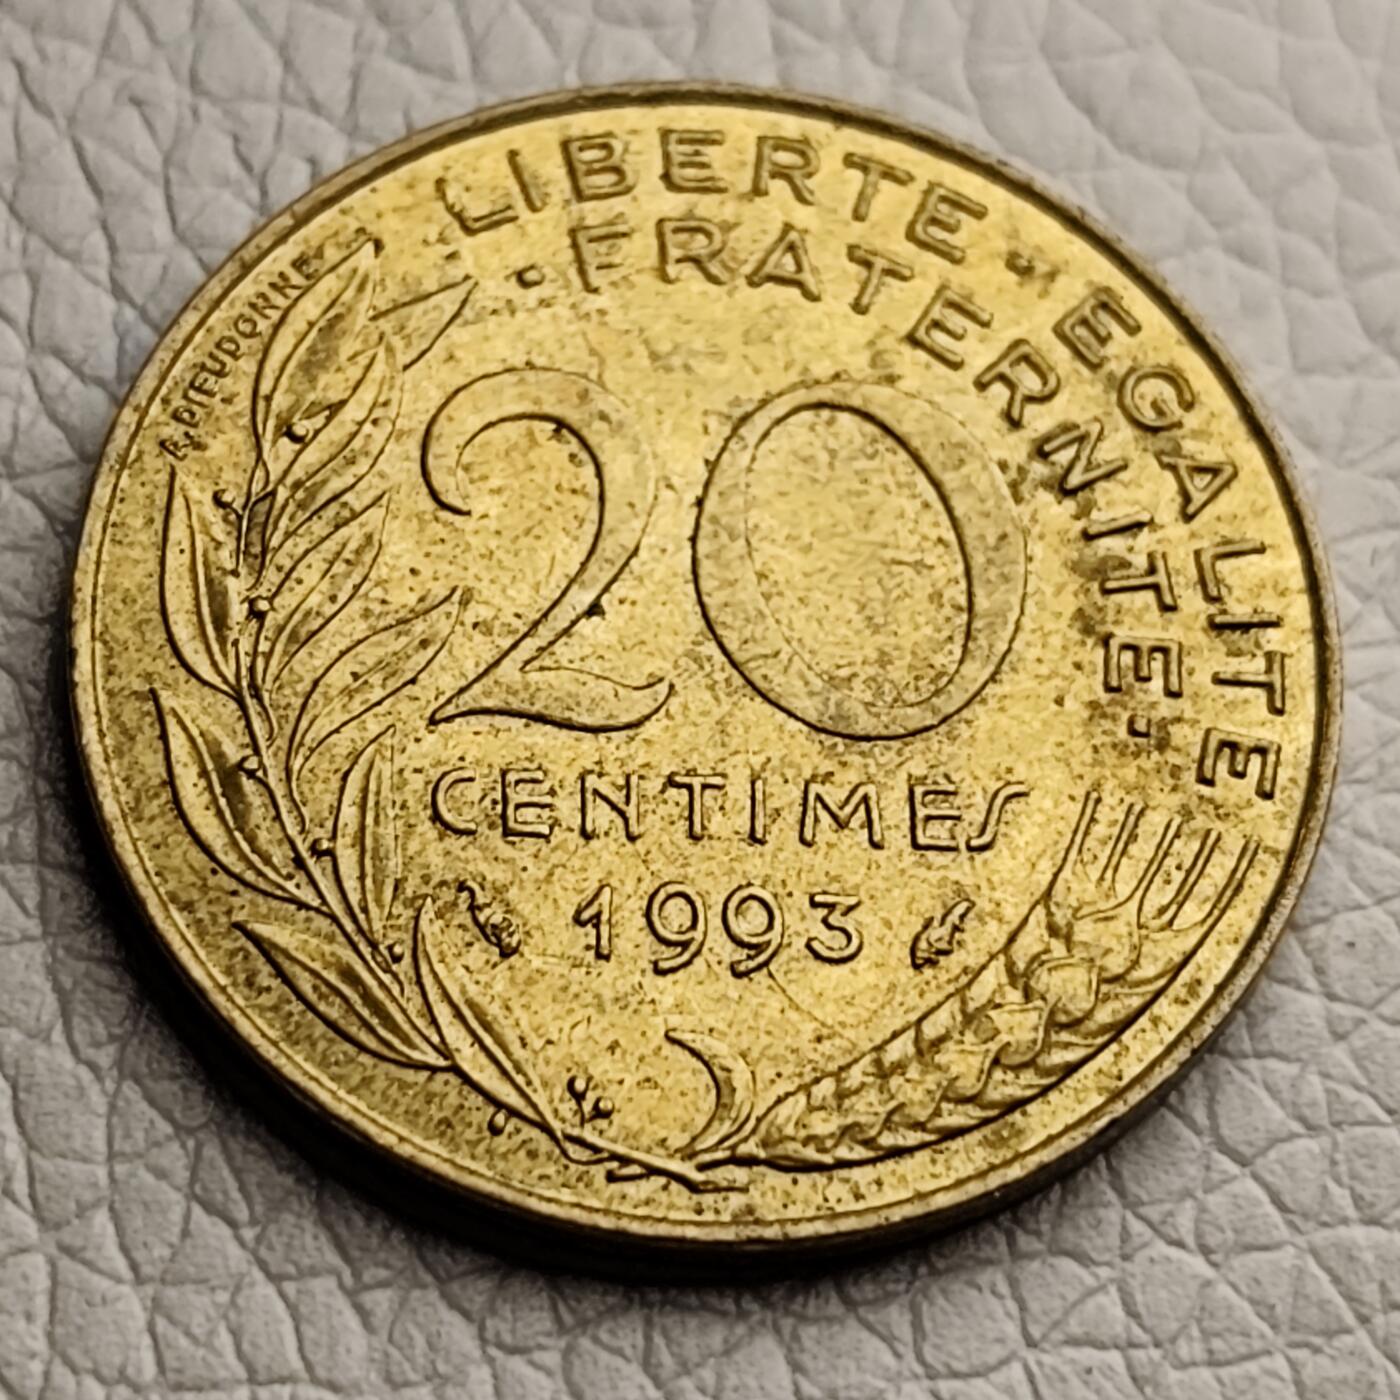 LIBERTE · EGALITE
· FRATERNITE ·
R. DIEUDONNE
20
CENTIMES
1993